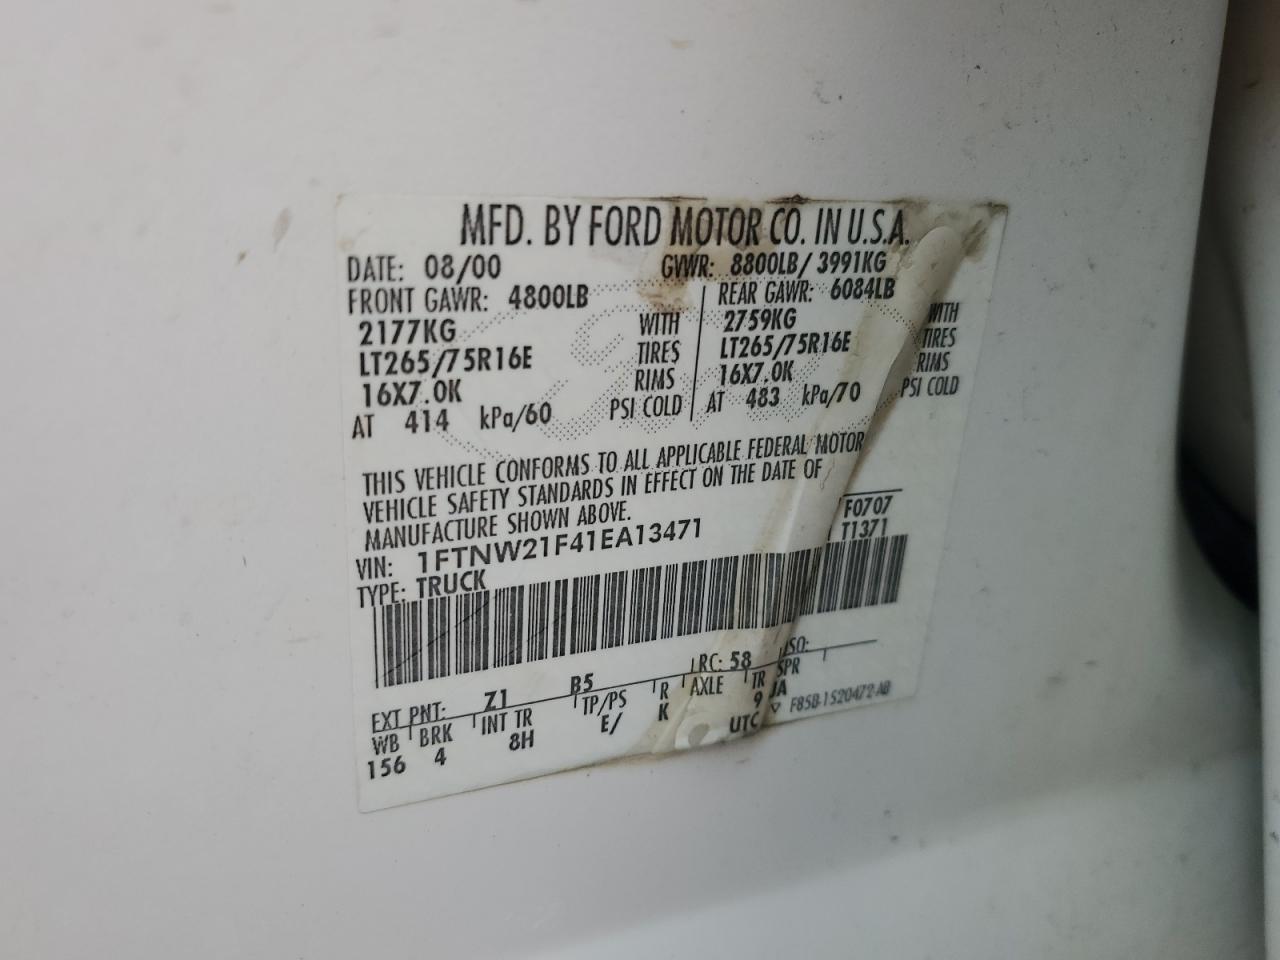 MFD. BY FORD MOTOR CO. IN U.S.A.
DATE: 08/00 GVWR: 8800LB/ 3991KG
FRONT GAWR: 4800LB REAR GAWR: 6084LB
2177KG WITH 2759KG WITH
LT265/75R16E TIRES LT265/75R16E TIRES
16X7.0K RIMS 16X7.0K RIMS
AT 414 kPa/60 PSI COLD AT 483 kPa/70 PSI COLD
THIS VEHICLE CONFORMS TO ALL APPLICABLE FEDERAL MOTOR
VEHICLE SAFETY STANDARDS IN EFFECT ON THE DATE OF
MANUFACTURE SHOWN ABOVE.
F0707
VIN: 1FTNW21F41EA13471 T1371
TYPE: TRUCK
EXT PNT: Z1 B5 RC: 58 DSO:
WB BRK INT TR TP/PS R AXLE TR SPR
156 4 8H E/ K 9 JA
UTC ▽ F85B-1520472-AB